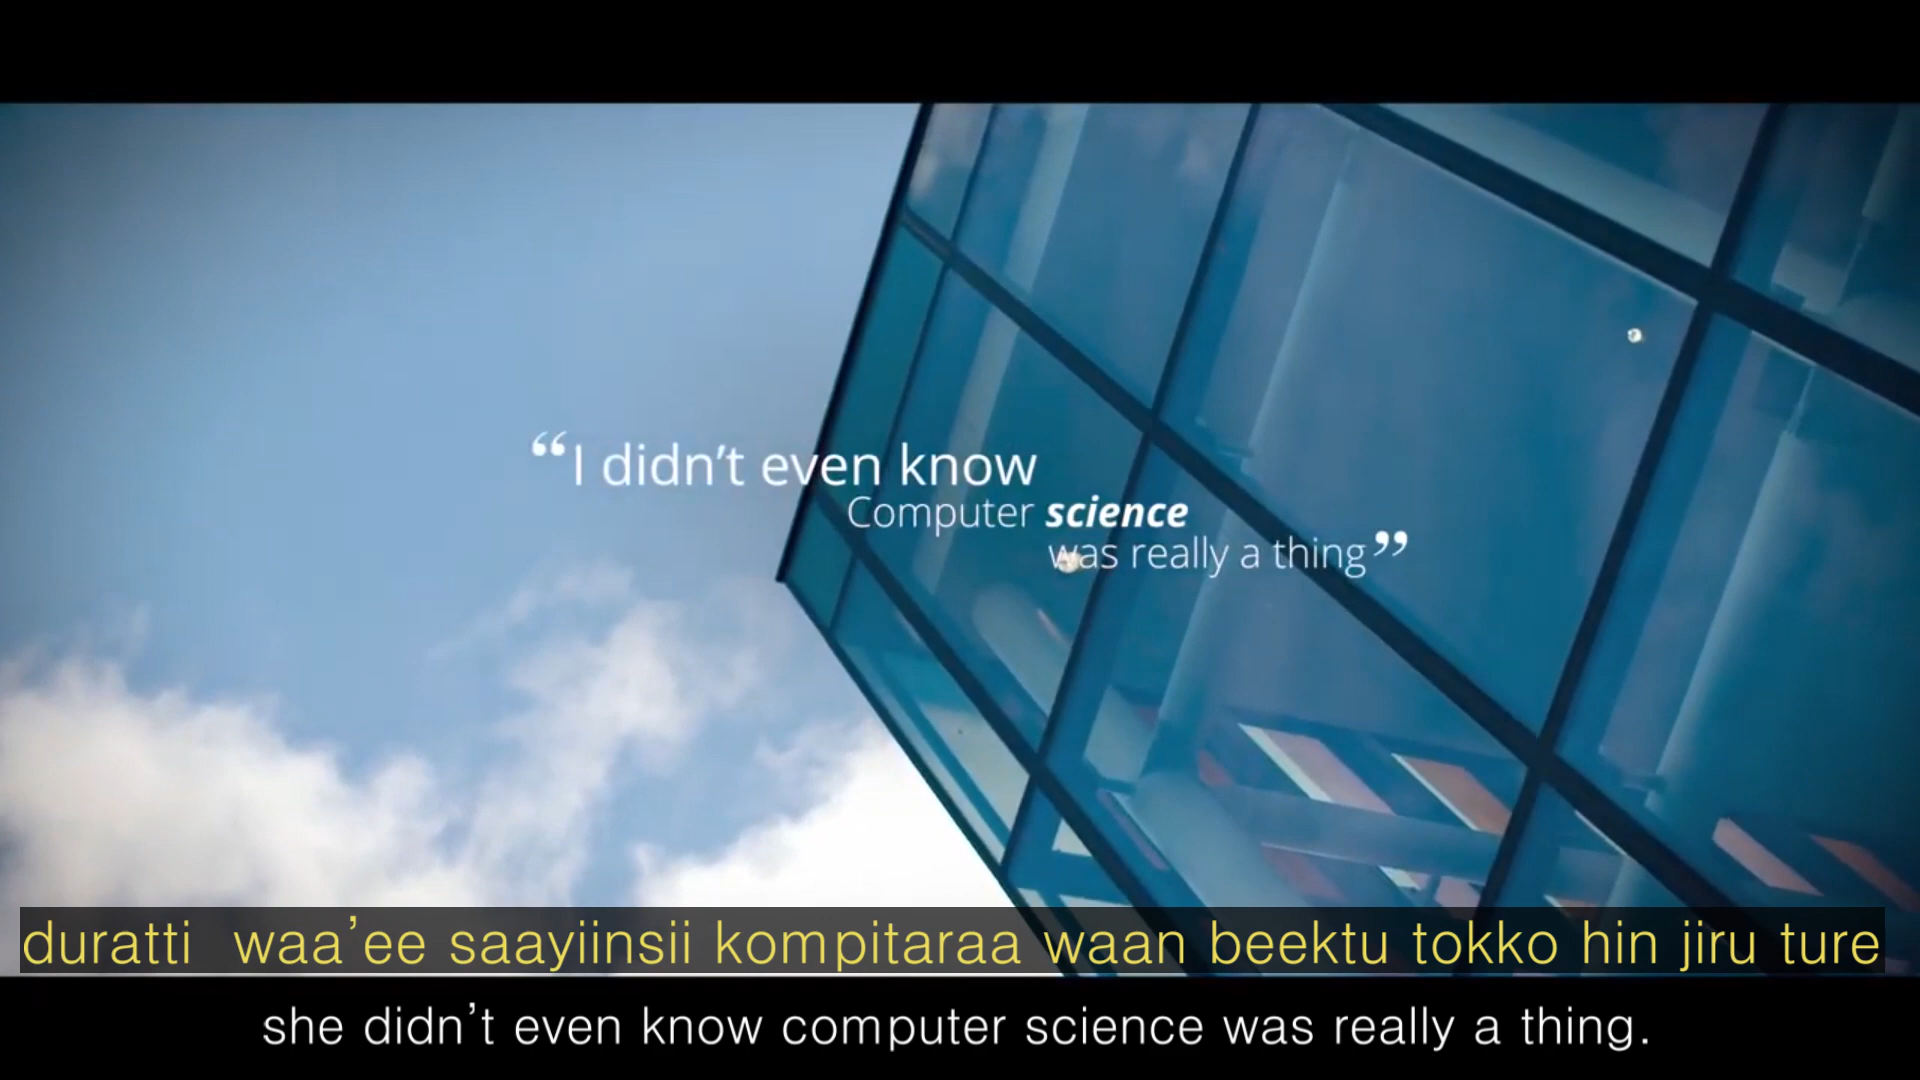 “I didn’t even know
Computer science
was really a thing”
duratti waa’ee saayiinsii kompitaraa waan beektu tokko hin jiru ture
she didn’t even know computer science was really a thing.